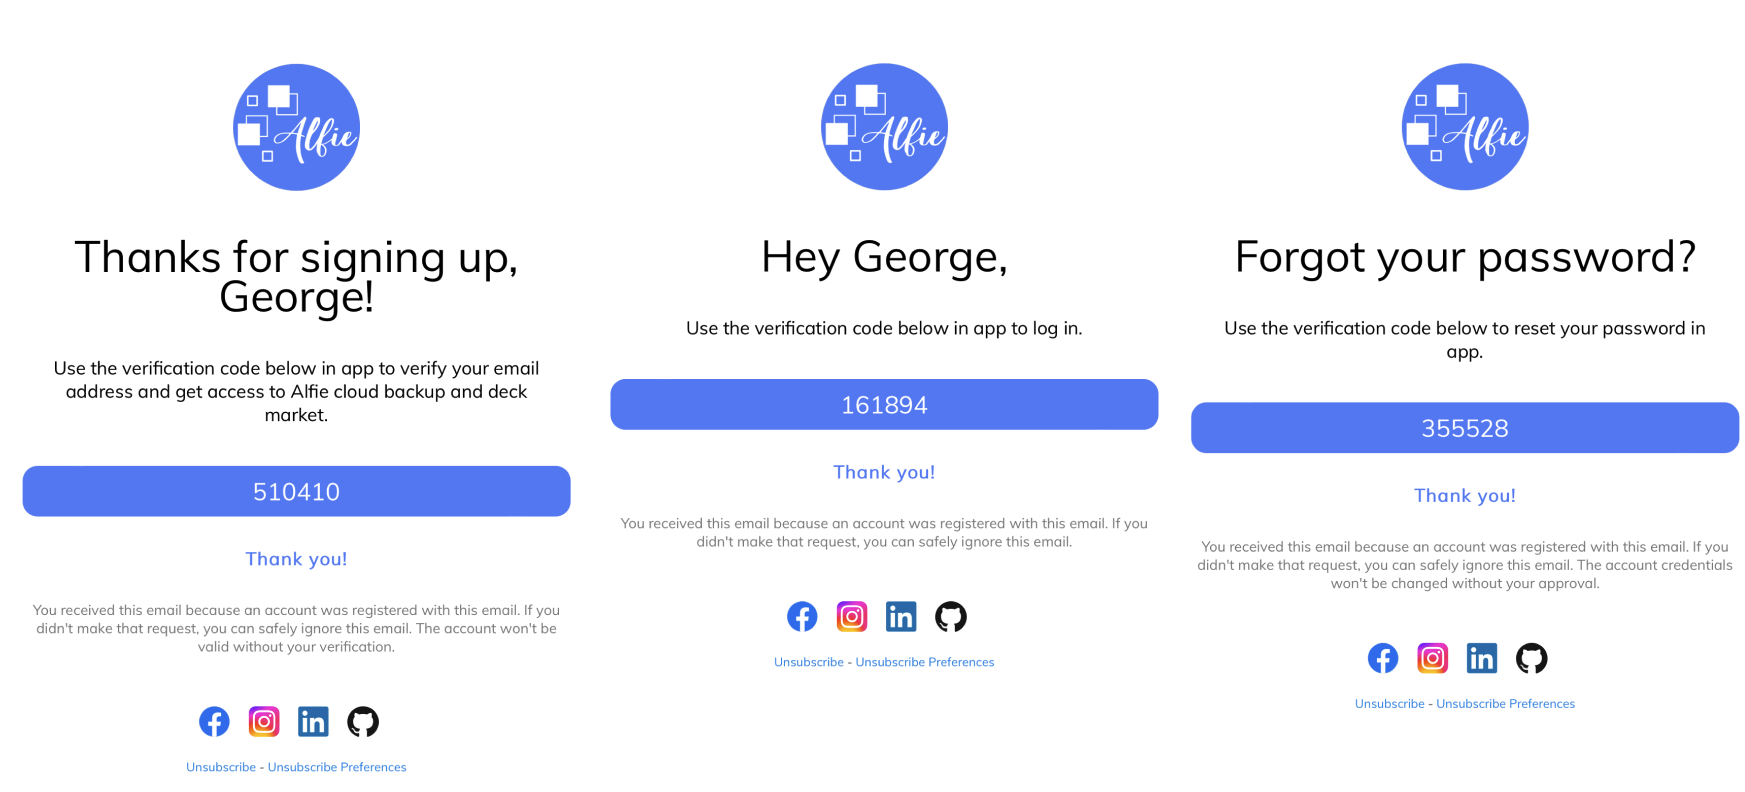 Alfie
Thanks for signing up,
George!
Use the verification code below in app to verify your email
address and get access to Alfie cloud backup and deck
market.
510410
Thank you!
You received this email because an account was registered with this email. If you
didn't make that request, you can safely ignore this email. The account won't be
valid without your verification.
in
Unsubscribe - Unsubscribe Preferences
Alfie
Hey George,
Use the verification code below in app to log in.
161894
Thank you!
You received this email because an account was registered with this email. If you
didn't make that request, you can safely ignore this email.
in
Unsubscribe - Unsubscribe Preferences
Alfie
Forgot your password?
Use the verification code below to reset your password in
app.
355528
Thank you!
You received this email because an account was registered with this email. If you
didn't make that request, you can safely ignore this email. The account credentials
won't be changed without your approval.
in
Unsubscribe - Unsubscribe Preferences